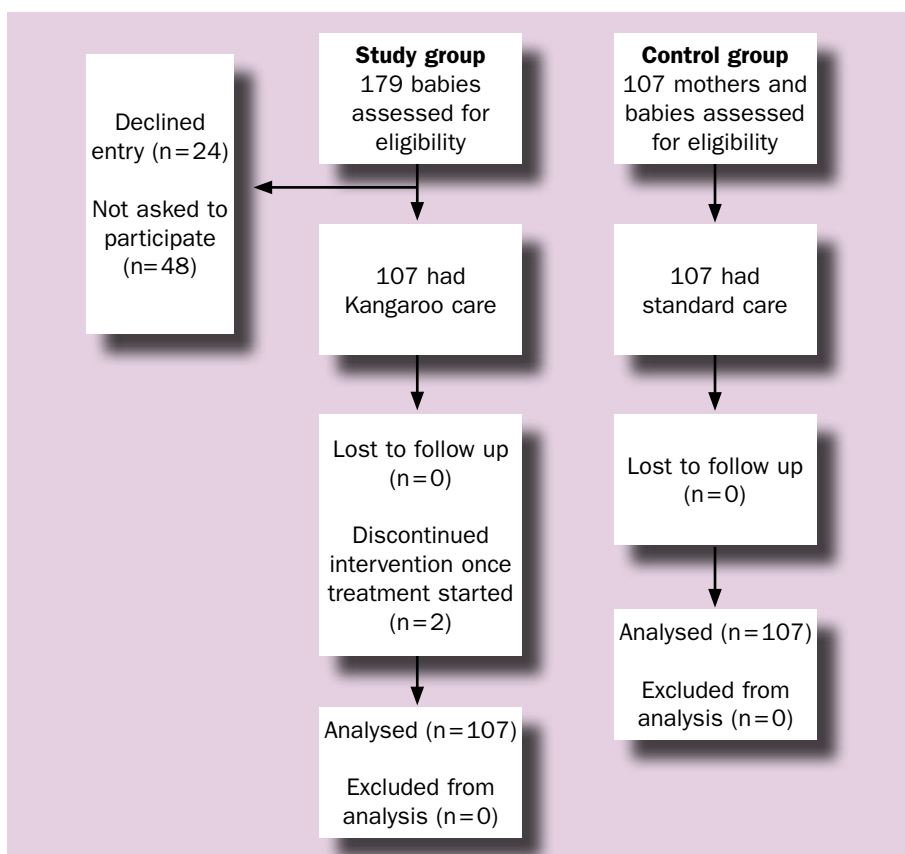 Declined
entry (n=24)
Not asked to
participate
(n=48)
Study group
179 babies
assessed for
eligibility
107 had
Kangaroo care
Lost to follow up
(n=0)
Discontinued
intervention once
treatment started
(n=2)
Analysed (n=107)
Excluded from
analysis (n=0)
Control group
107 mothers and
babies assessed
for eligibility
107 had
standard care
Lost to follow up
(n=0)
Analysed (n=107)
Excluded from
analysis (n=0)